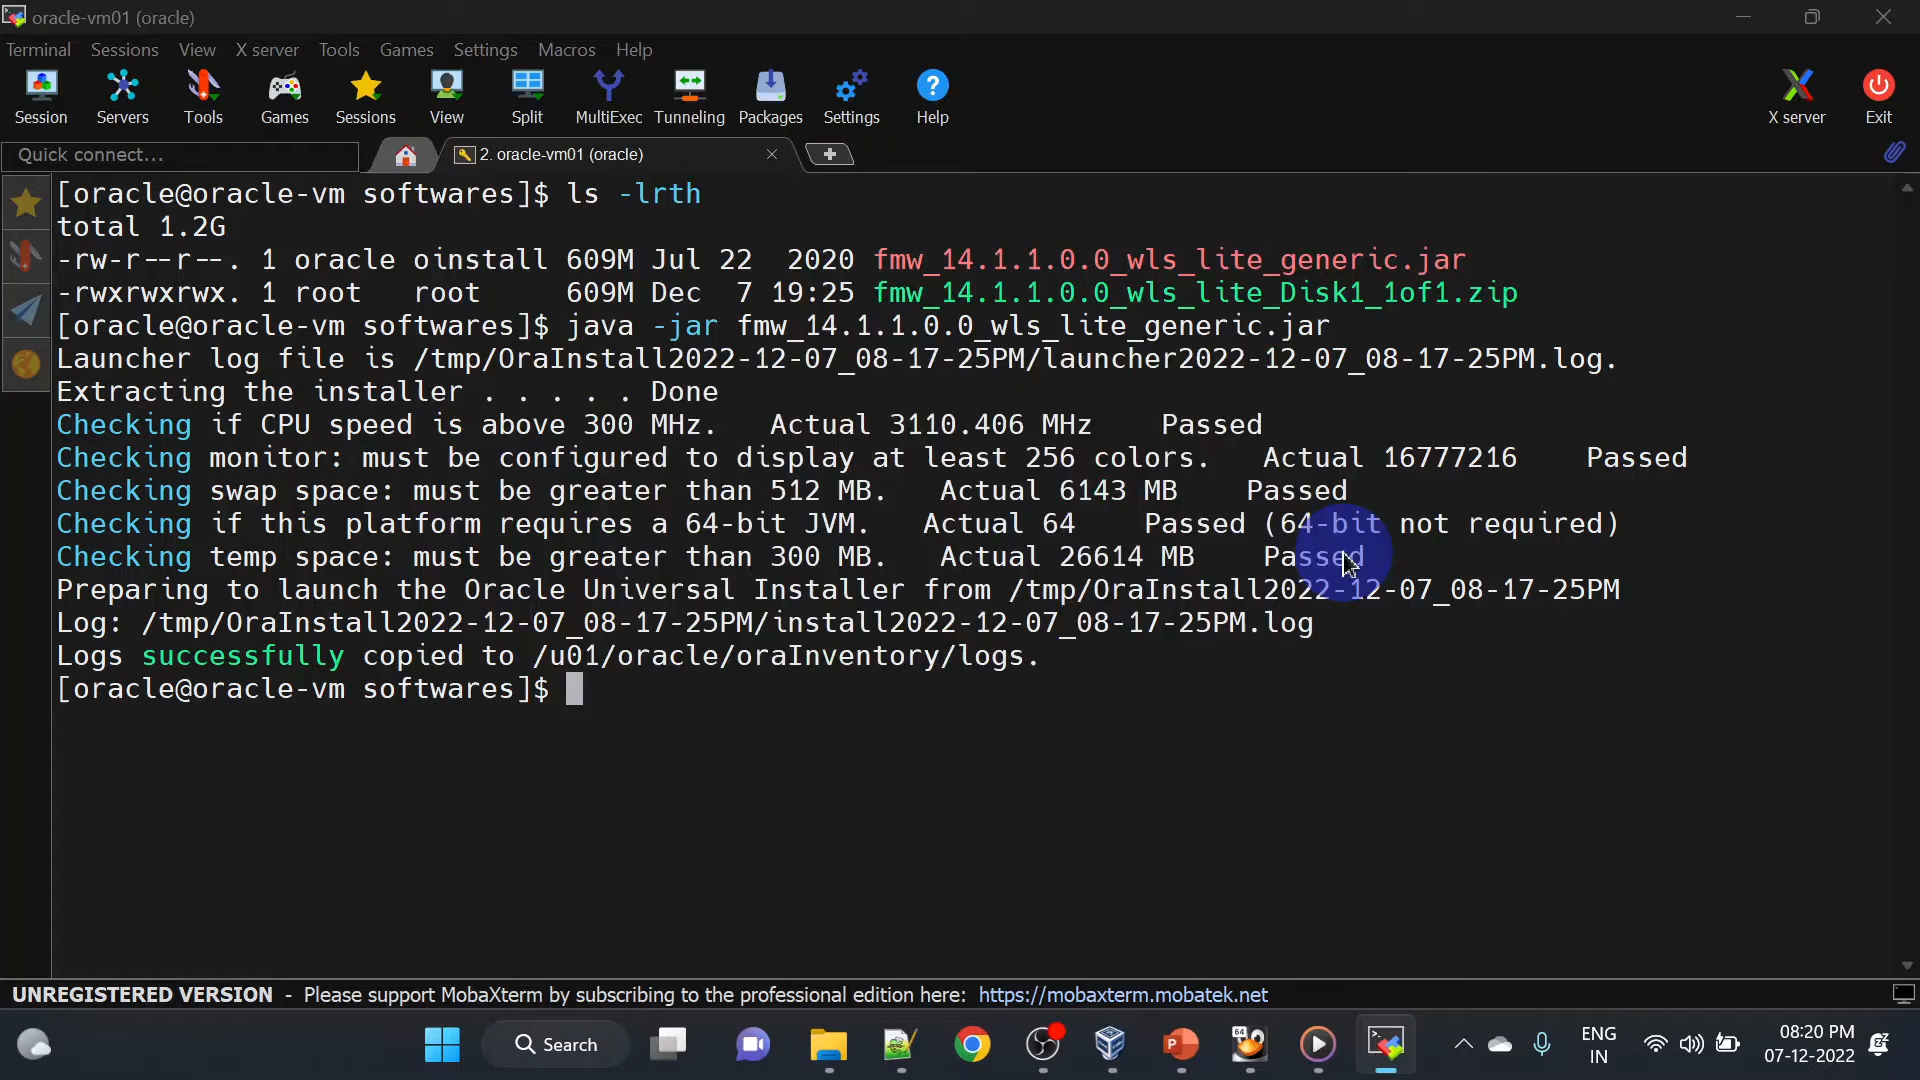 oracle-vm01 (oracle)
Terminal Sessions View X server Tools Games Settings Macros Help
Session Servers Tools Games Sessions View Split MultiExec Tunneling Packages Settings Help X server Exit
Quick connect... 2. oracle-vm01 (oracle)
[oracle@oracle-vm softwares]$ ls -lrth
total 1.2G
-rw-r--r--. 1 oracle oinstall 609M Jul 22  2020 fmw_14.1.1.0.0_wls_lite_generic.jar
-rwxrwxrwx. 1 root   root     609M Dec  7 19:25 fmw_14.1.1.0.0_wls_lite_Disk1_1of1.zip
[oracle@oracle-vm softwares]$ java -jar fmw_14.1.1.0.0_wls_lite_generic.jar
Launcher log file is /tmp/OraInstall2022-12-07_08-17-25PM/launcher2022-12-07_08-17-25PM.log.
Extracting the installer . . . . . Done
Checking if CPU speed is above 300 MHz.   Actual 3110.406 MHz    Passed
Checking monitor: must be configured to display at least 256 colors.   Actual 16777216    Passed
Checking swap space: must be greater than 512 MB.   Actual 6143 MB    Passed
Checking if this platform requires a 64-bit JVM.   Actual 64    Passed (64-bit not required)
Checking temp space: must be greater than 300 MB.   Actual 26614 MB    Passed
Preparing to launch the Oracle Universal Installer from /tmp/OraInstall2022-12-07_08-17-25PM
Log: /tmp/OraInstall2022-12-07_08-17-25PM/install2022-12-07_08-17-25PM.log
Logs successfully copied to /u01/oracle/oraInventory/logs.
[oracle@oracle-vm softwares]$
UNREGISTERED VERSION - Please support MobaXterm by subscribing to the professional edition here: https://mobaxterm.mobatek.net
Search 64 ENG 08:20 PM
IN 07-12-2022